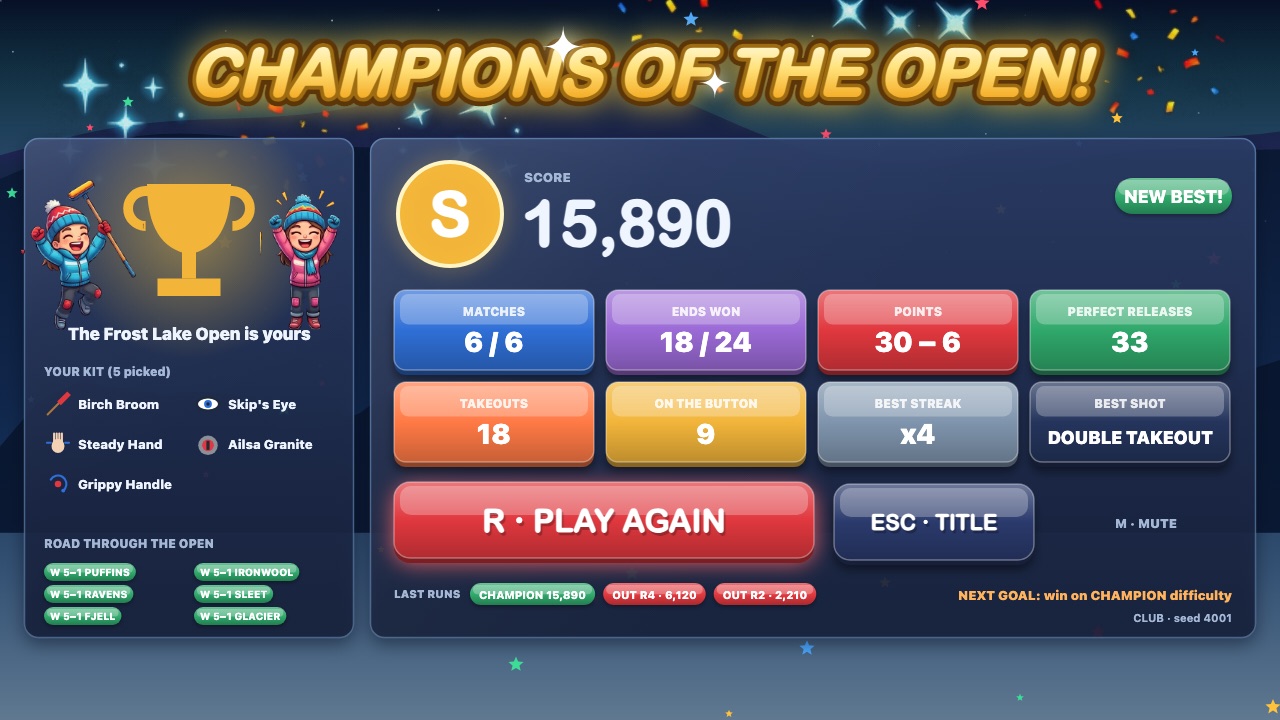 CHAMPIONS OF THE OPEN!
The Frost Lake Open is yours
YOUR KIT (5 picked)
Birch Broom
Skip's Eye
Steady Hand
Ailsa Granite
Grippy Handle
ROAD THROUGH THE OPEN
W 5–1 PUFFINS
W 5–1 IRONWOOL
W 5–1 RAVENS
W 5–1 SLEET
W 5–1 FJELL
W 5–1 GLACIER
S
SCORE
15,890
NEW BEST!
MATCHES
6 / 6
ENDS WON
18 / 24
POINTS
30 – 6
PERFECT RELEASES
33
TAKEOUTS
18
ON THE BUTTON
9
BEST STREAK
x4
BEST SHOT
DOUBLE TAKEOUT
R · PLAY AGAIN
ESC · TITLE
M · MUTE
LAST RUNS
CHAMPION 15,890
OUT R4 · 6,120
OUT R2 · 2,210
NEXT GOAL: win on CHAMPION difficulty
CLUB · seed 4001